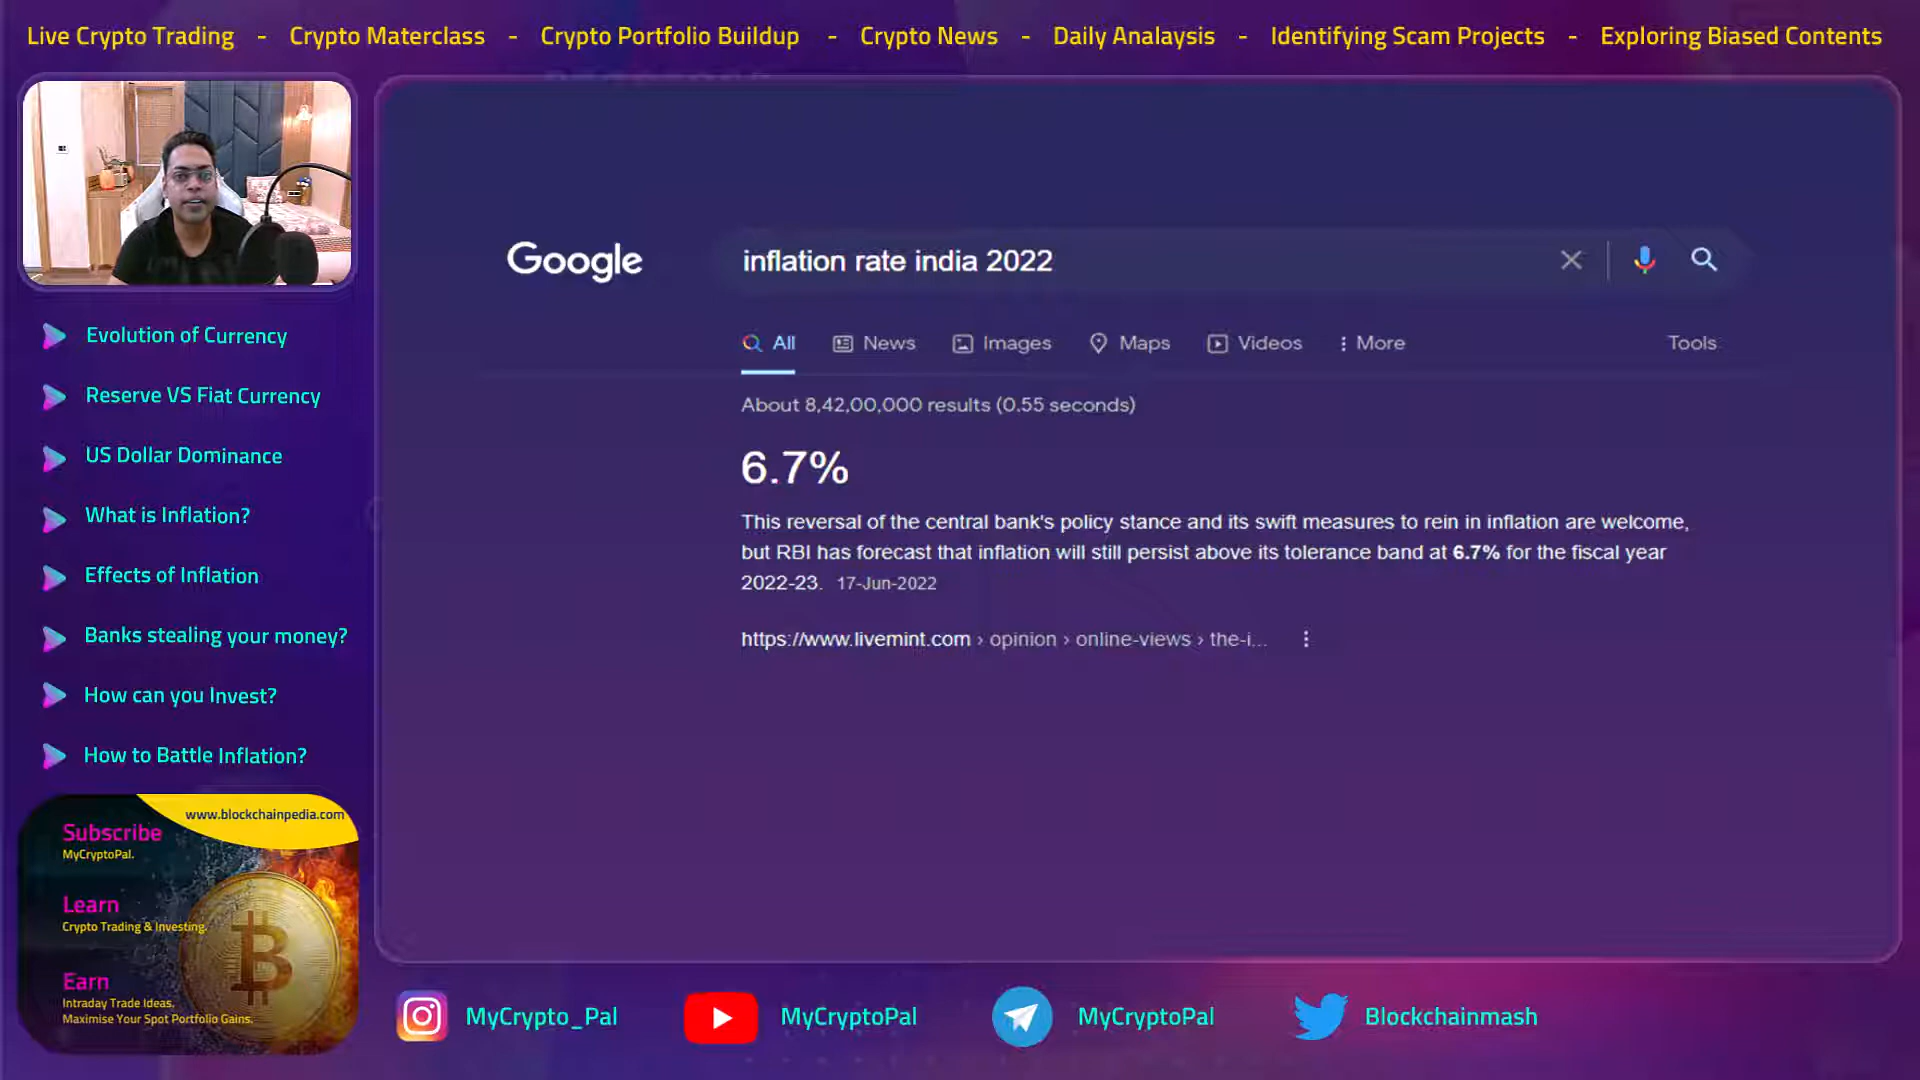 Live Crypto Trading - Crypto Materclass - Crypto Portfolio Buildup - Crypto News - Daily Analaysis - Identifying Scam Projects - Exploring Biased Contents
Evolution of Currency
Reserve VS Fiat Currency
US Dollar Dominance
What is Inflation?
Effects of Inflation
Banks stealing your money?
How can you Invest?
How to Battle Inflation?
www.blockchainpedia.com
Subscribe
MyCryptoPal.
Learn
Crypto Trading & Investing.
Earn
Intraday Trade Ideas.
Maximise Your Spot Portfolio Gains.
Google
inflation rate india 2022
All News Images Maps Videos More Tools
About 8,42,00,000 results (0.55 seconds)
6.7%
This reversal of the central bank's policy stance and its swift measures to rein in inflation are welcome,
but RBI has forecast that inflation will still persist above its tolerance band at 6.7% for the fiscal year
2022-23. 17-Jun-2022
https://www.livemint.com › opinion › online-views › the-i...
MyCrypto_Pal MyCryptoPal MyCryptoPal Blockchainmash